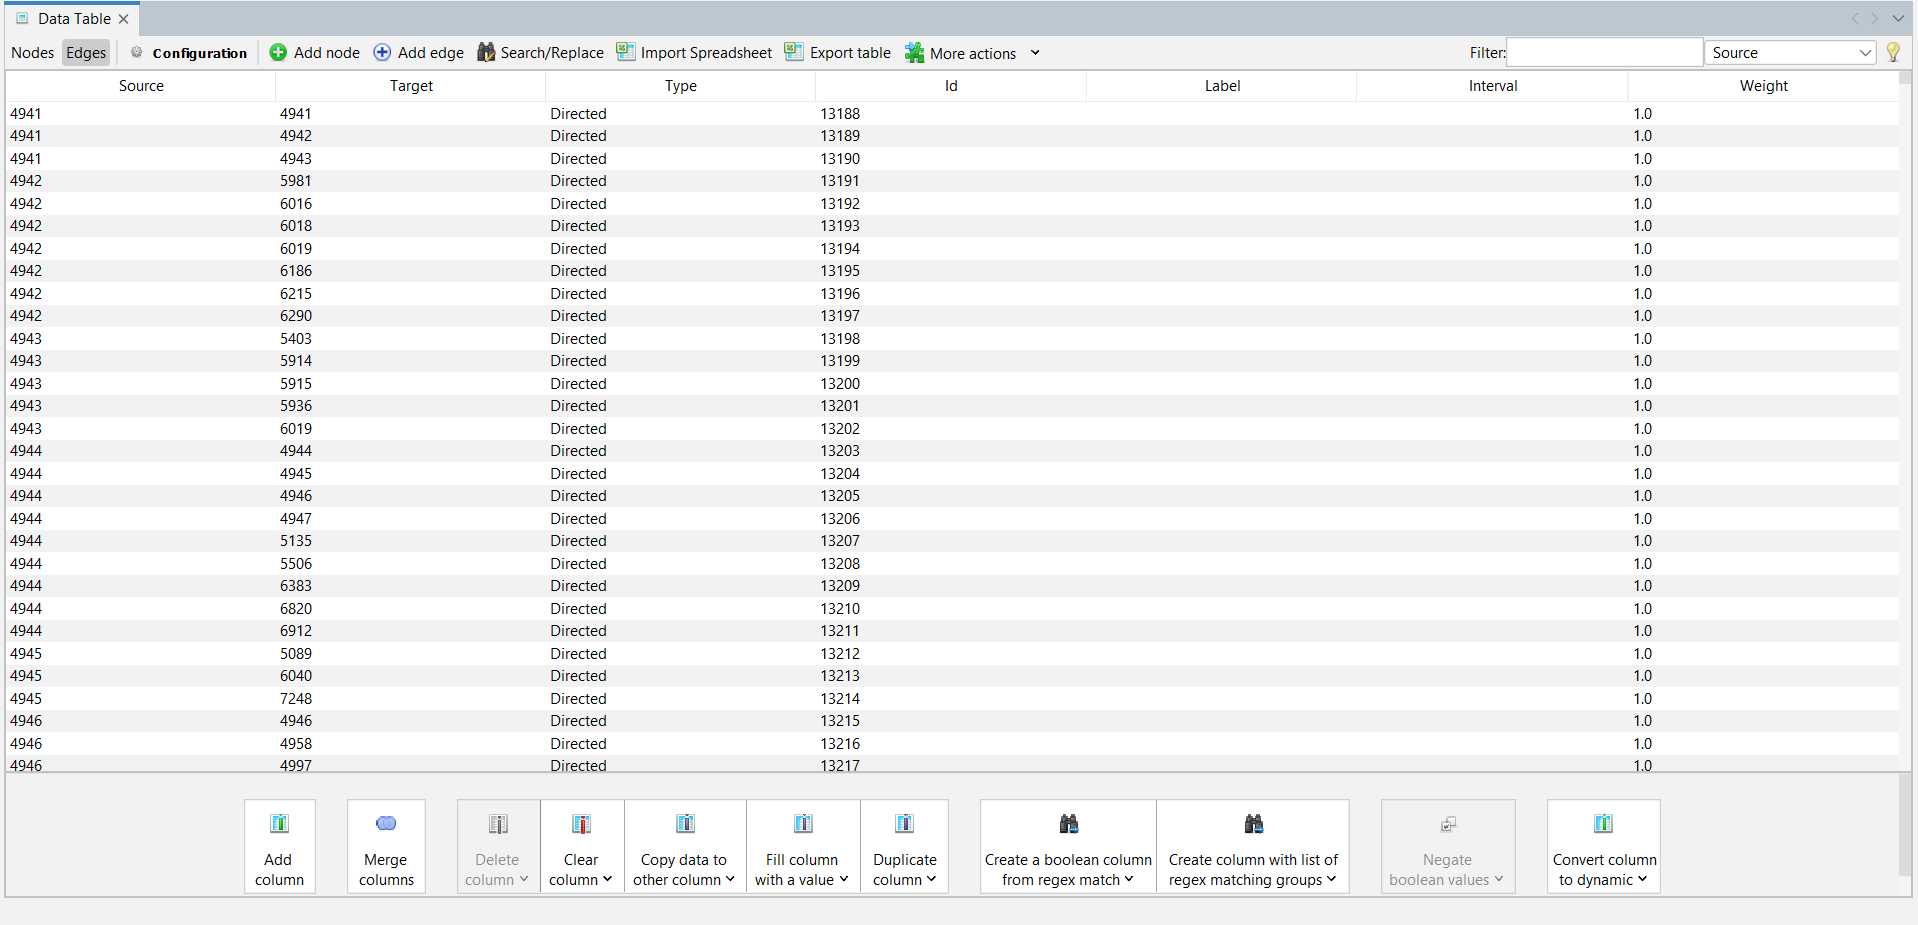 Data Table
Nodes Edges Configuration Add node Add edge Search/Replace Import Spreadsheet Export table More actions Filter: Source
Source Target Type Id Label Interval Weight
4941 4941 Directed 13188 1.0
4941 4942 Directed 13189 1.0
4941 4943 Directed 13190 1.0
4942 5981 Directed 13191 1.0
4942 6016 Directed 13192 1.0
4942 6018 Directed 13193 1.0
4942 6019 Directed 13194 1.0
4942 6186 Directed 13195 1.0
4942 6215 Directed 13196 1.0
4942 6290 Directed 13197 1.0
4943 5403 Directed 13198 1.0
4943 5914 Directed 13199 1.0
4943 5915 Directed 13200 1.0
4943 5936 Directed 13201 1.0
4943 6019 Directed 13202 1.0
4944 4944 Directed 13203 1.0
4944 4945 Directed 13204 1.0
4944 4946 Directed 13205 1.0
4944 4947 Directed 13206 1.0
4944 5135 Directed 13207 1.0
4944 5506 Directed 13208 1.0
4944 6383 Directed 13209 1.0
4944 6820 Directed 13210 1.0
4944 6912 Directed 13211 1.0
4945 5089 Directed 13212 1.0
4945 6040 Directed 13213 1.0
4945 7248 Directed 13214 1.0
4946 4946 Directed 13215 1.0
4946 4958 Directed 13216 1.0
4946 4997 Directed 13217 1.0
Add
column
Merge
columns
Delete
column
Clear
column
Copy data to
other column
Fill column
with a value
Duplicate
column
Create a boolean column
from regex match
Create column with list of
regex matching groups
Negate
boolean values
Convert column
to dynamic